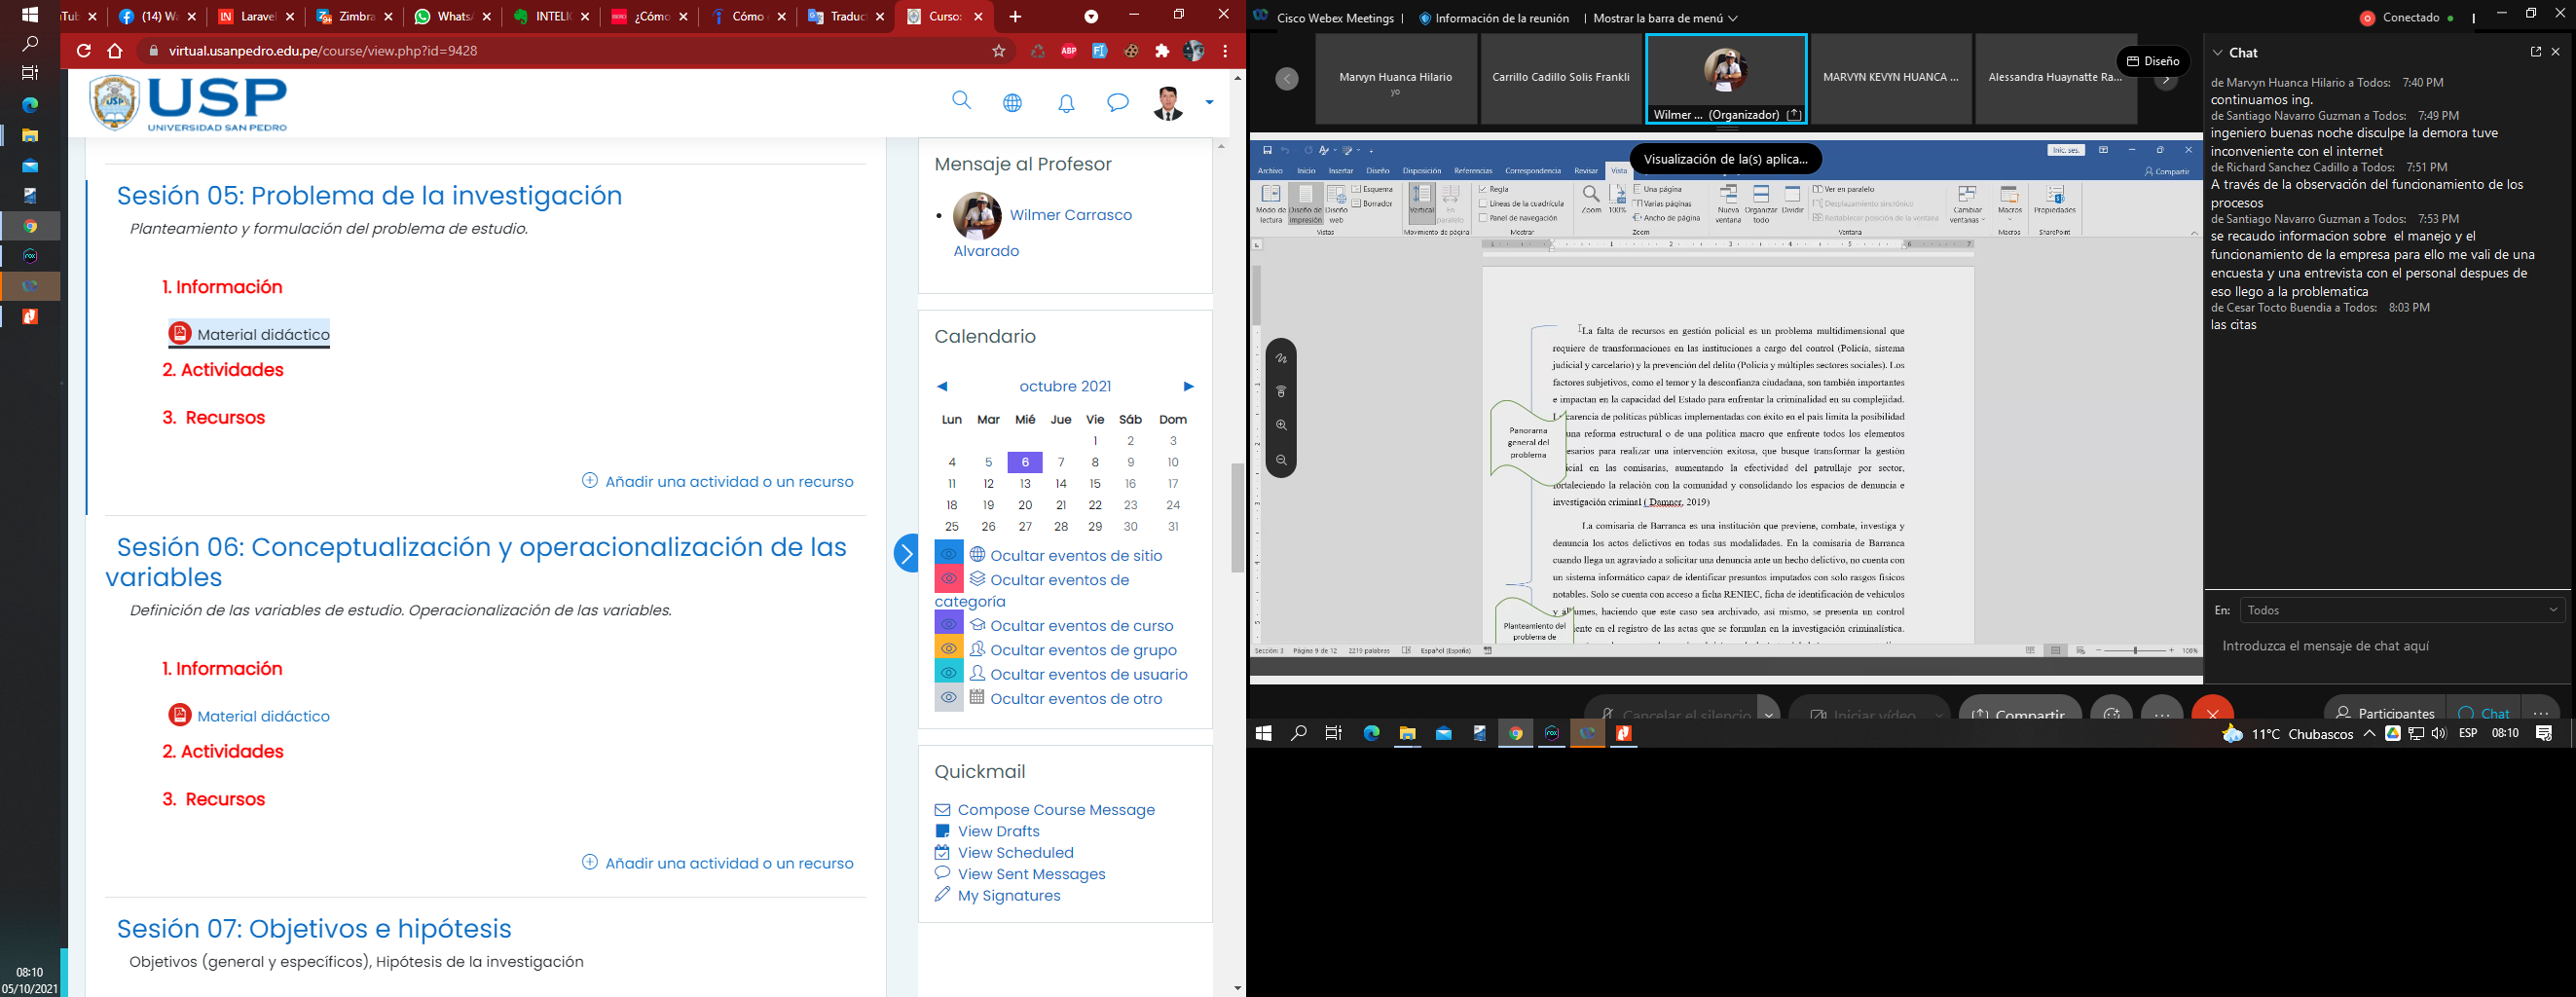 (14) Wa
Laravel
Zimbra
WhatsA
INTELIG
¿Cómo
Cómo
Traduc
Curso:
virtual.usanpedro.edu.pe/course/view.php?id=9428
USP
UNIVERSIDAD SAN PEDRO
Sesión 05: Problema de la investigación
Planteamiento y formulación del problema de estudio.
1. Información
Material didáctico
2. Actividades
3. Recursos
Añadir una actividad o un recurso
Sesión 06: Conceptualización y operacionalización de las
variables
Definición de las variables de estudio. Operacionalización de las variables.
1. Información
Material didáctico
2. Actividades
3. Recursos
Añadir una actividad o un recurso
Sesión 07: Objetivos e hipótesis
Objetivos (general y específicos), Hipótesis de la investigación
08:10
05/10/2021
Mensaje al Profesor
Wilmer Carrasco
Alvarado
Calendario
octubre 2021
Lun Mar Mié Jue Vie Sáb Dom
1 2 3
4 5 6 7 8 9 10
11 12 13 14 15 16 17
18 19 20 21 22 23 24
25 26 27 28 29 30 31
Ocultar eventos de sitio
Ocultar eventos de
categoría
Ocultar eventos de curso
Ocultar eventos de grupo
Ocultar eventos de usuario
Ocultar eventos de otro
Quickmail
Compose Course Message
View Drafts
View Scheduled
View Sent Messages
My Signatures
Cisco Webex Meetings | Información de la reunión | Mostrar la barra de menú
Conectado
Marvyn Huanca Hilario
yo
Carrillo Cadillo Solis Frankli
Wilmer ... (Organizador)
MARVYN KEVYN HUANCA ...
Alessandra Huaynatte Ra...
Diseño
Visualización de la(s) aplica...
Inic. ses.
Archivo Inicio Insertar Diseño Disposición Referencias Correspondencia Revisar Vista
Compartir
Modo de lectura
Diseño de impresión
Diseño web
Esquema
Borrador
Vistas
Vertical
En paralelo
Movimiento de página
Regla
Líneas de la cuadrícula
Panel de navegación
Mostrar
Zoom
100%
Una página
Varias páginas
Ancho de página
Zoom
Nueva ventana
Organizar todo
Dividir
Ver en paralelo
Desplazamiento sincrónico
Restablecer posición de la ventana
Ventana
Cambiar ventanas
Macros
Macros
Propiedades
SharePoint
La falta de recursos en gestión policial es un problema multidimensional que
requiere de transformaciones en las instituciones a cargo del control (Policía, sistema
judicial y carcelario) y la prevención del delito (Policía y múltiples sectores sociales). Los
factores subjetivos, como el temor y la desconfianza ciudadana, son también importantes
e impactan en la capacidad del Estado para enfrentar la criminalidad en su complejidad.
carencia de políticas públicas implementadas con éxito en el país limita la posibilidad
una reforma estructural o de una política macro que enfrente todos los elementos
esarios para realizar una intervención exitosa, que busque transformar la gestión
icial en las comisarías, aumentando la efectividad del patrullaje por sector,
fortaleciendo la relación con la comunidad y consolidando los espacios de denuncia e
investigación criminal ( Damner, 2019)
La comisaria de Barranca es una institución que previene, combate, investiga y
denuncia los actos delictivos en todas sus modalidades. En la comisaria de Barranca
cuando llega un agraviado a solicitar una denuncia ante un hecho delictivo, no cuenta con
un sistema informático capaz de identificar presuntos imputados con solo rasgos físicos
notables. Solo se cuenta con acceso a ficha RENIEC, ficha de identificación de vehículos
y álbumes, haciendo que este caso sea archivado, así mismo, se presenta un control
iente en el registro de las actas que se formulan en la investigación criminalística.
Panorama
general del
problema
Planteamiento del
problema de
Sección: 3 Página 9 de 12 2219 palabras Español (España)
100%
Cancelar el silencio
Iniciar vídeo
Compartir
Participantes
Chat
Chat
de Marvyn Huanca Hilario a Todos: 7:40 PM
continuamos ing.
de Santiago Navarro Guzman a Todos: 7:49 PM
ingeniero buenas noche disculpe la demora tuve
inconveniente con el internet
de Richard Sanchez Cadillo a Todos: 7:51 PM
A través de la observación del funcionamiento de los
procesos
de Santiago Navarro Guzman a Todos: 7:53 PM
se recaudo informacion sobre el manejo y el
funcionamiento de la empresa para ello me vali de una
encuesta y una entrevista con el personal despues de
eso llego a la problematica
de Cesar Tocto Buendia a Todos: 8:03 PM
las citas
En: Todos
Introduzca el mensaje de chat aquí
11°C Chubascos
ESP
08:10